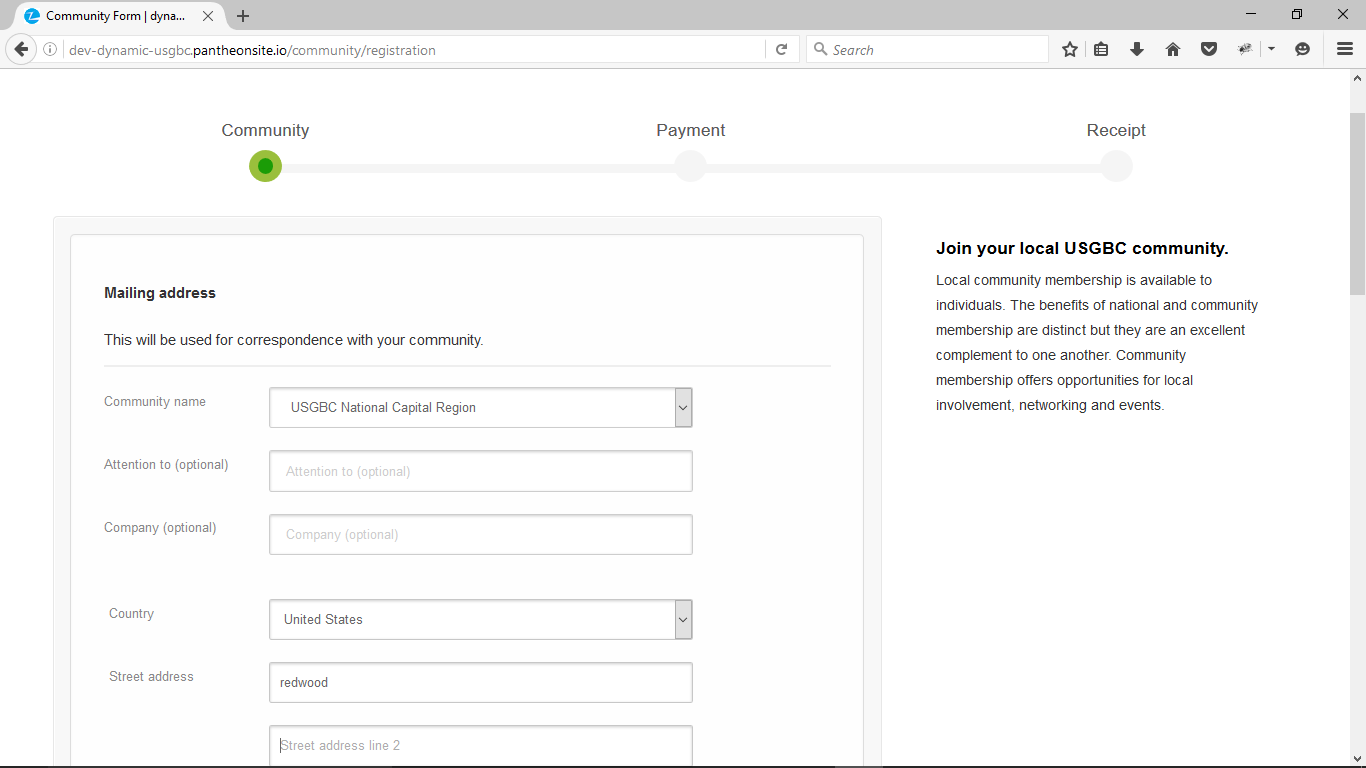 Community Form | dyna...
dev-dynamic-usgbc.pantheonsite.io/community/registration
Search
Community
Payment
Receipt
Mailing address
This will be used for correspondence with your community.
Community name
USGBC National Capital Region
Attention to (optional)
Attention to (optional)
Company (optional)
Company (optional)
Country
United States
Street address
redwood
Street address line 2
Join your local USGBC community.
Local community membership is available to
individuals. The benefits of national and community
membership are distinct but they are an excellent
complement to one another. Community
membership offers opportunities for local
involvement, networking and events.